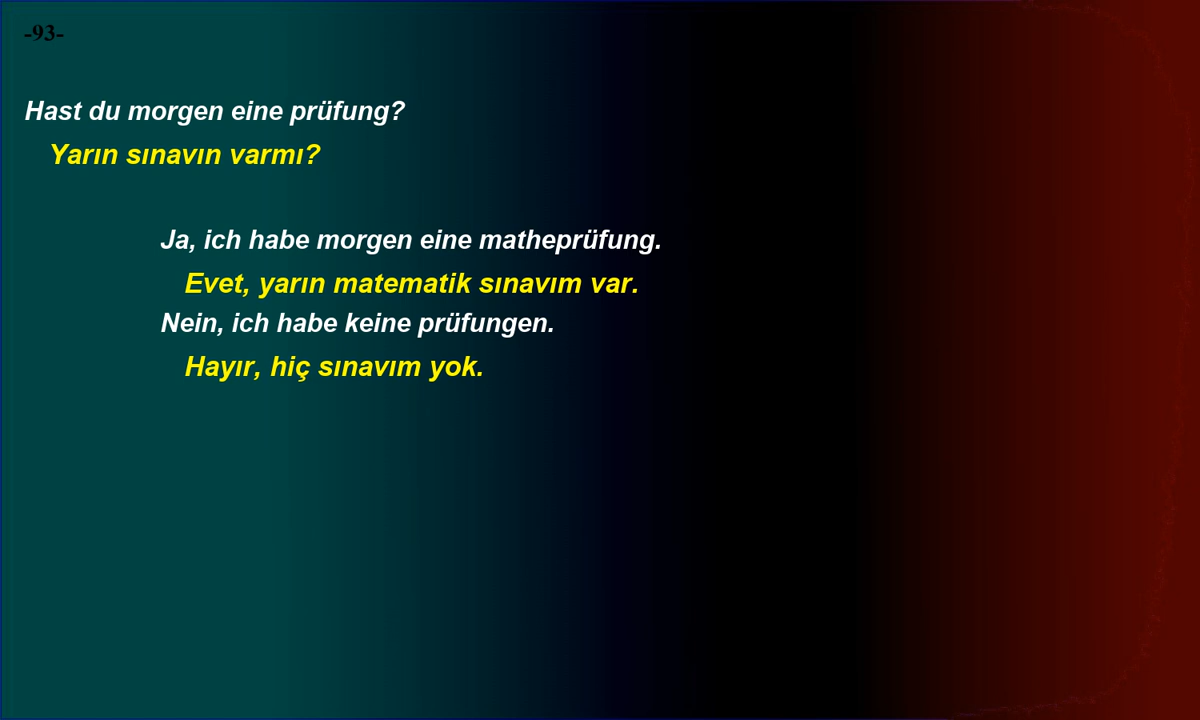 -93-
Hast du morgen eine prüfung?
Yarın sınavın varmı?
Ja, ich habe morgen eine matheprüfung.
Evet, yarın matematik sınavım var.
Nein, ich habe keine prüfungen.
Hayır, hiç sınavım yok.